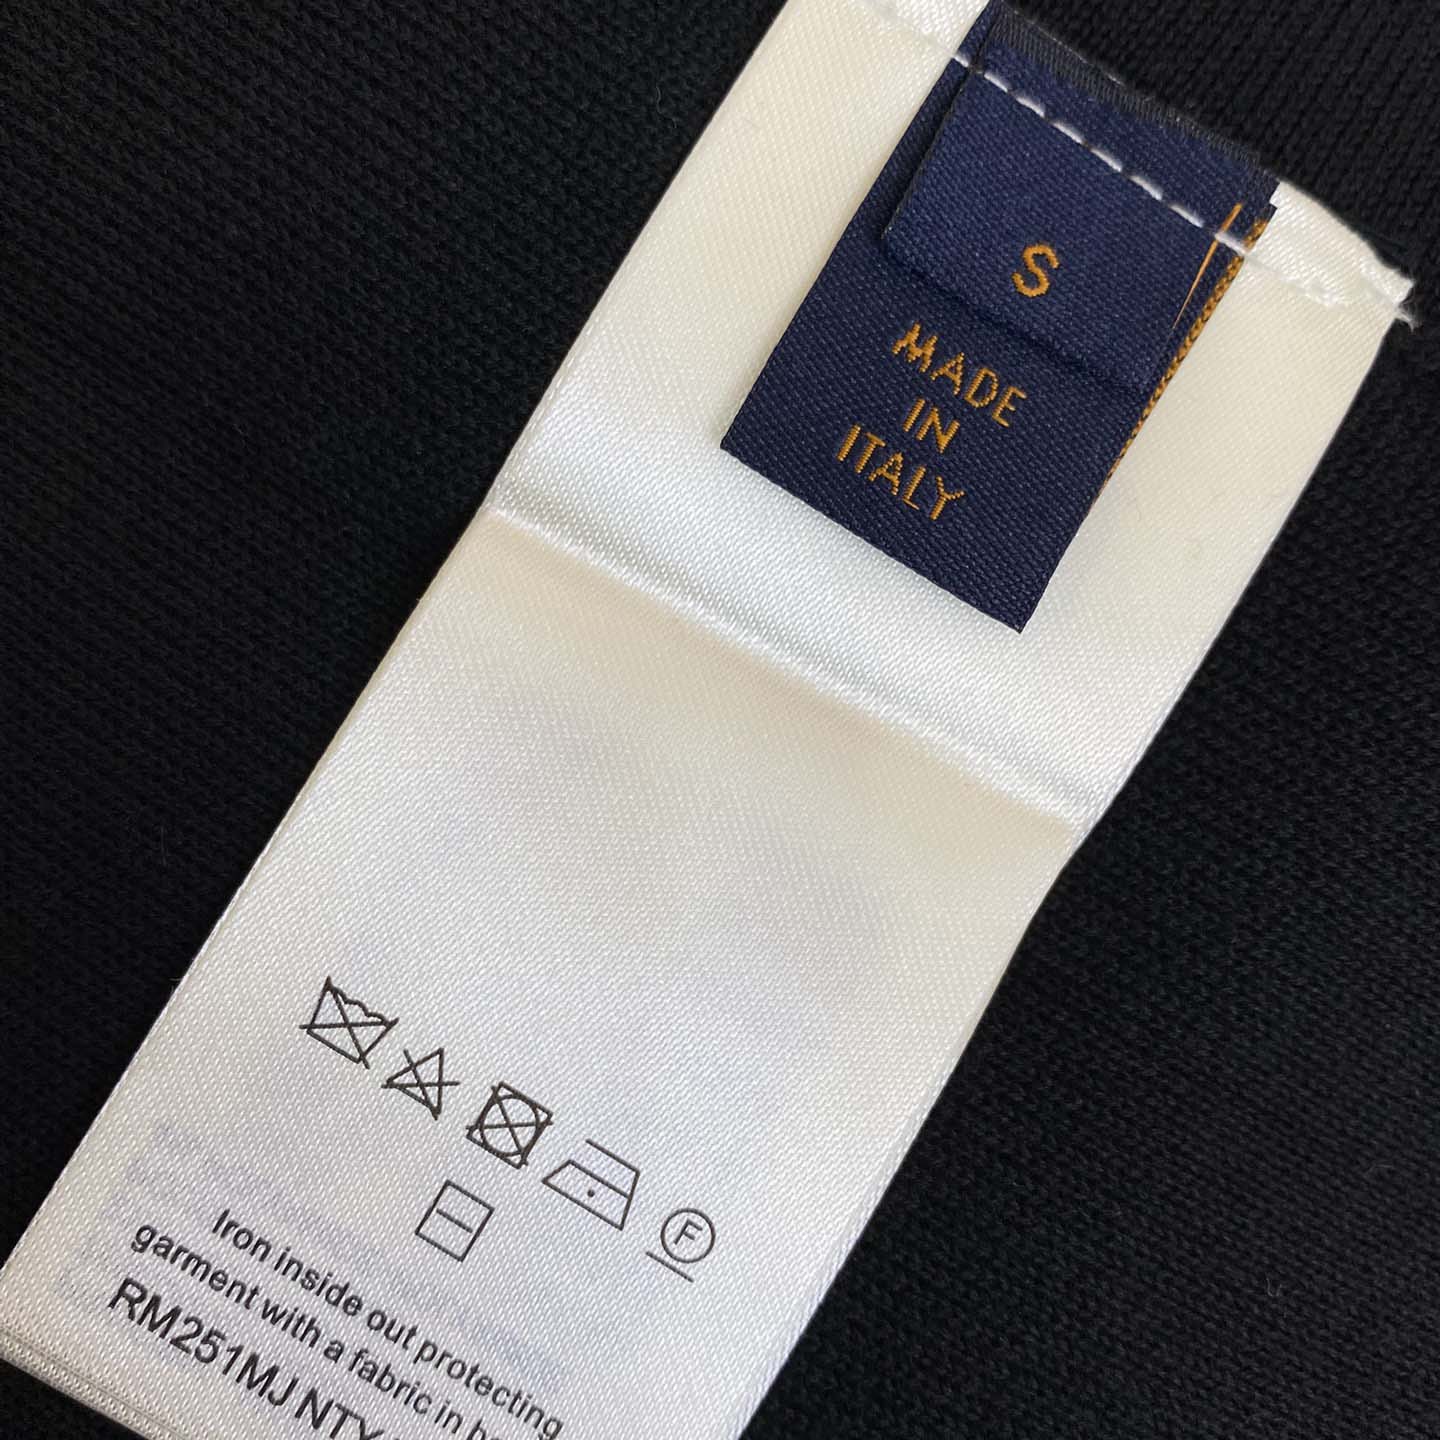 S
MADE
IN
ITALY
F
Iron inside out protecting
garment with a fabric in
RM251MJ NTY